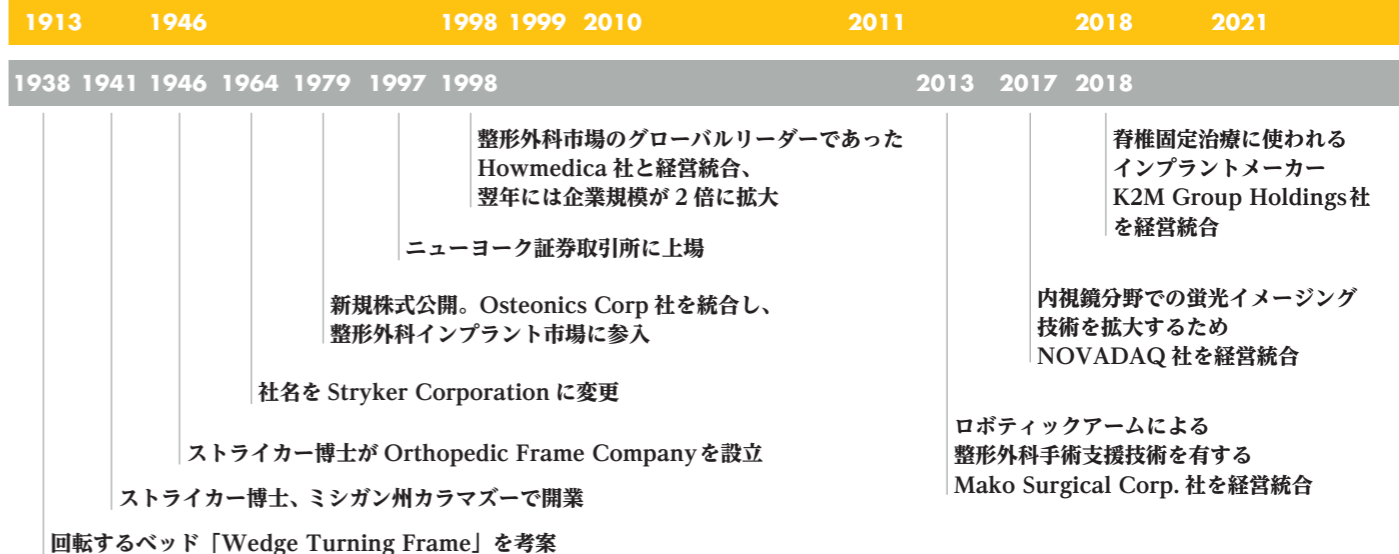 1913 1946 1998 1999 2010 2011 2018 2021
1938 1941 1946 1964 1979 1997 1998 2013 2017 2018
整形外科市場のグローバルリーダーであった
Howmedica 社と経営統合、
翌年には企業規模が 2 倍に拡大
ニューヨーク証券取引所に上場
新規株式公開。Osteonics Corp 社を統合し、
整形外科インプラント市場に参入
社名を Stryker Corporation に変更
ストライカー博士が Orthopedic Frame Companyを設立
ストライカー博士、ミシガン州カラマズーで開業
回転するベッド「Wedge Turning Frame」を考案
脊椎固定治療に使われる
インプラントメーカー
K2M Group Holdings社
を経営統合
内視鏡分野での蛍光イメージング
技術を拡大するため
NOVADAQ 社を経営統合
ロボティックアームによる
整形外科手術支援技術を有する
Mako Surgical Corp. 社を経営統合